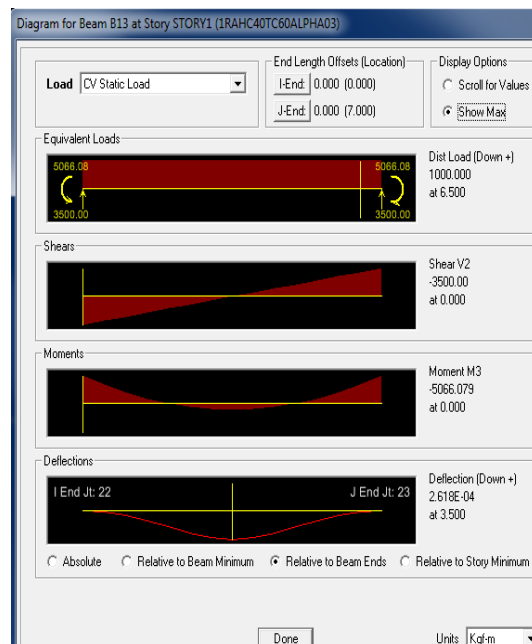 Diagram for Beam B13 at Story STORY1 (1RAHC40TC60ALPHA03)
Load CV Static Load
End Length Offsets (Location)
I-End: 0.000 (0.000)
J-End: 0.000 (7.000)
Display Options
Scroll for Values
Show Max
Equivalent Loads
5066.08 5066.08
3500.00 3500.00
Dist Load (Down +)
1000.000
at 6.500
Shears
Shear V2
-3500.00
at 0.000
Moments
Moment M3
-5066.079
at 0.000
Deflections
I End Jt: 22 J End Jt: 23
Deflection (Down +)
2.618E-04
at 3.500
Absolute Relative to Beam Minimum Relative to Beam Ends Relative to Story Minimum
Done Units Kgf-m